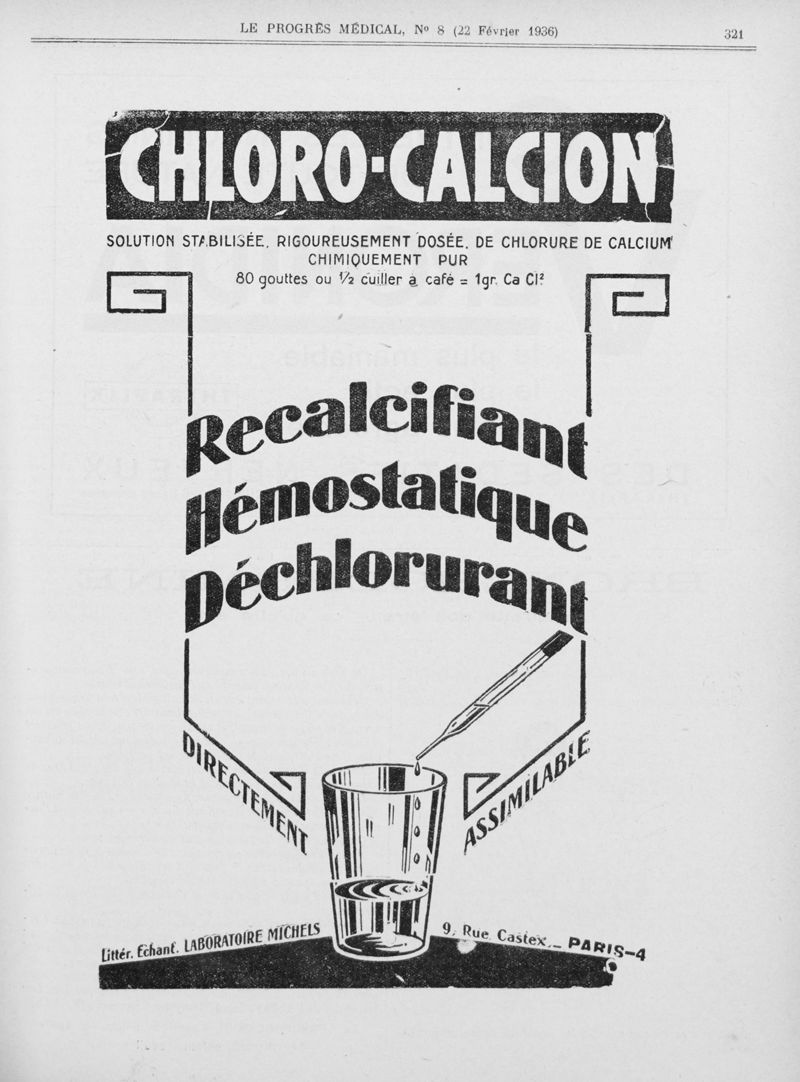 LE PROGRÈS MÉDICAL, Nº 8 (22 Février 1936)
321
CHLORO-CALCION
SOLUTION STABILISÉE, RIGOUREUSEMENT DOSÉE, DE CHLORURE DE CALCIUM
CHIMIQUEMENT PUR
80 gouttes ou ½ cuiller à café = 1gr. Ca Cl²
Recalcifiant
Hémostatique
Déchlorurant
DIRECTEMENT
ASSIMILABLE
Littér. Echant. LABORATOIRE MICHELS
9, Rue Castex._ PARIS-4